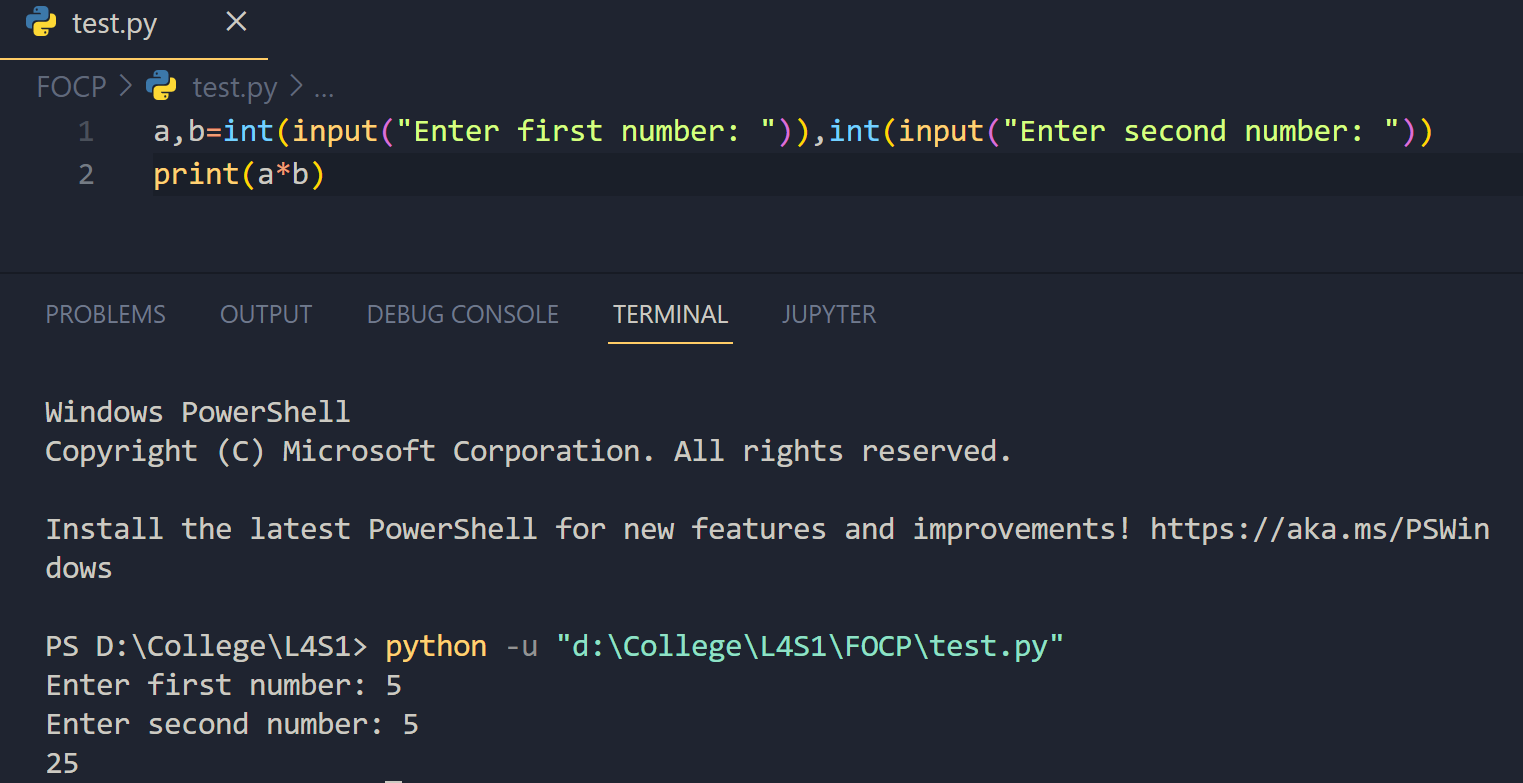 test.py
FOCP > test.py > ...
1 a,b=int(input("Enter first number: ")),int(input("Enter second number: "))
2 print(a*b)
PROBLEMS OUTPUT DEBUG CONSOLE TERMINAL JUPYTER
Windows PowerShell
Copyright (C) Microsoft Corporation. All rights reserved.
Install the latest PowerShell for new features and improvements! https://aka.ms/PSWin
dows
PS D:\College\L4S1> python -u "d:\College\L4S1\FOCP\test.py"
Enter first number: 5
Enter second number: 5
25